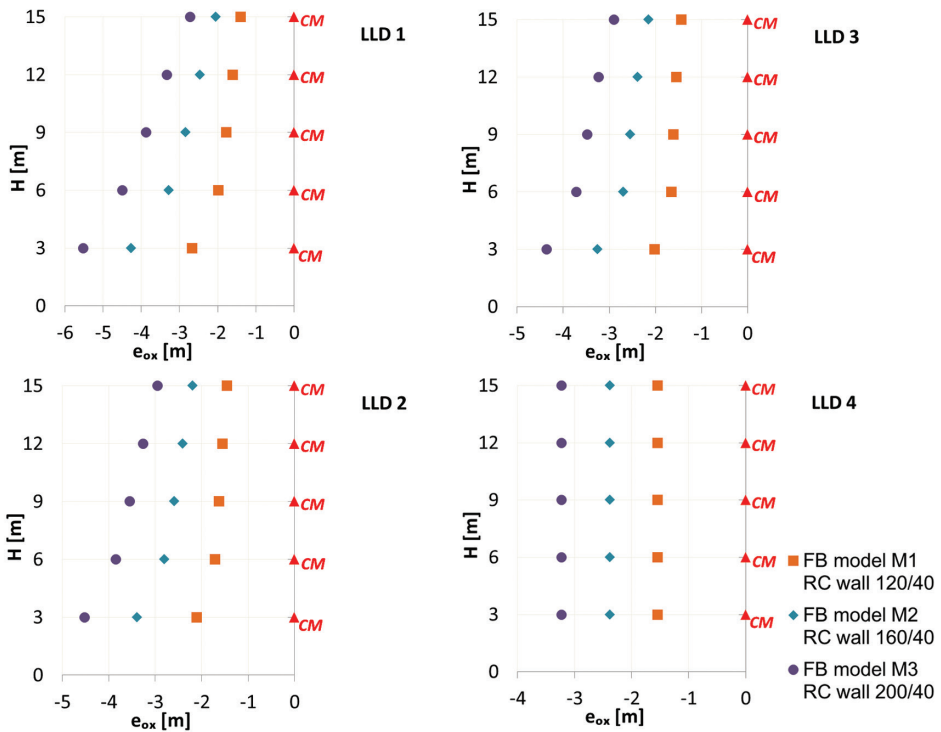 LLD 1
H [m]
15
CM
12
CM
9
CM
6
CM
3
CM
0
-6 -5 -4 -3 -2 -1 0
eox [m]
LLD 3
H [m]
15
CM
12
CM
9
CM
6
CM
3
CM
0
-5 -4 -3 -2 -1 0
eox [m]
LLD 2
H [m]
15
CM
12
CM
9
CM
6
CM
3
CM
0
-5 -4 -3 -2 -1 0
eox [m]
LLD 4
H [m]
15
CM
12
CM
9
CM
6
CM
3
CM
0
-4 -3 -2 -1 0
eox [m]
FB model M1
RC wall 120/40
FB model M2
RC wall 160/40
FB model M3
RC wall 200/40